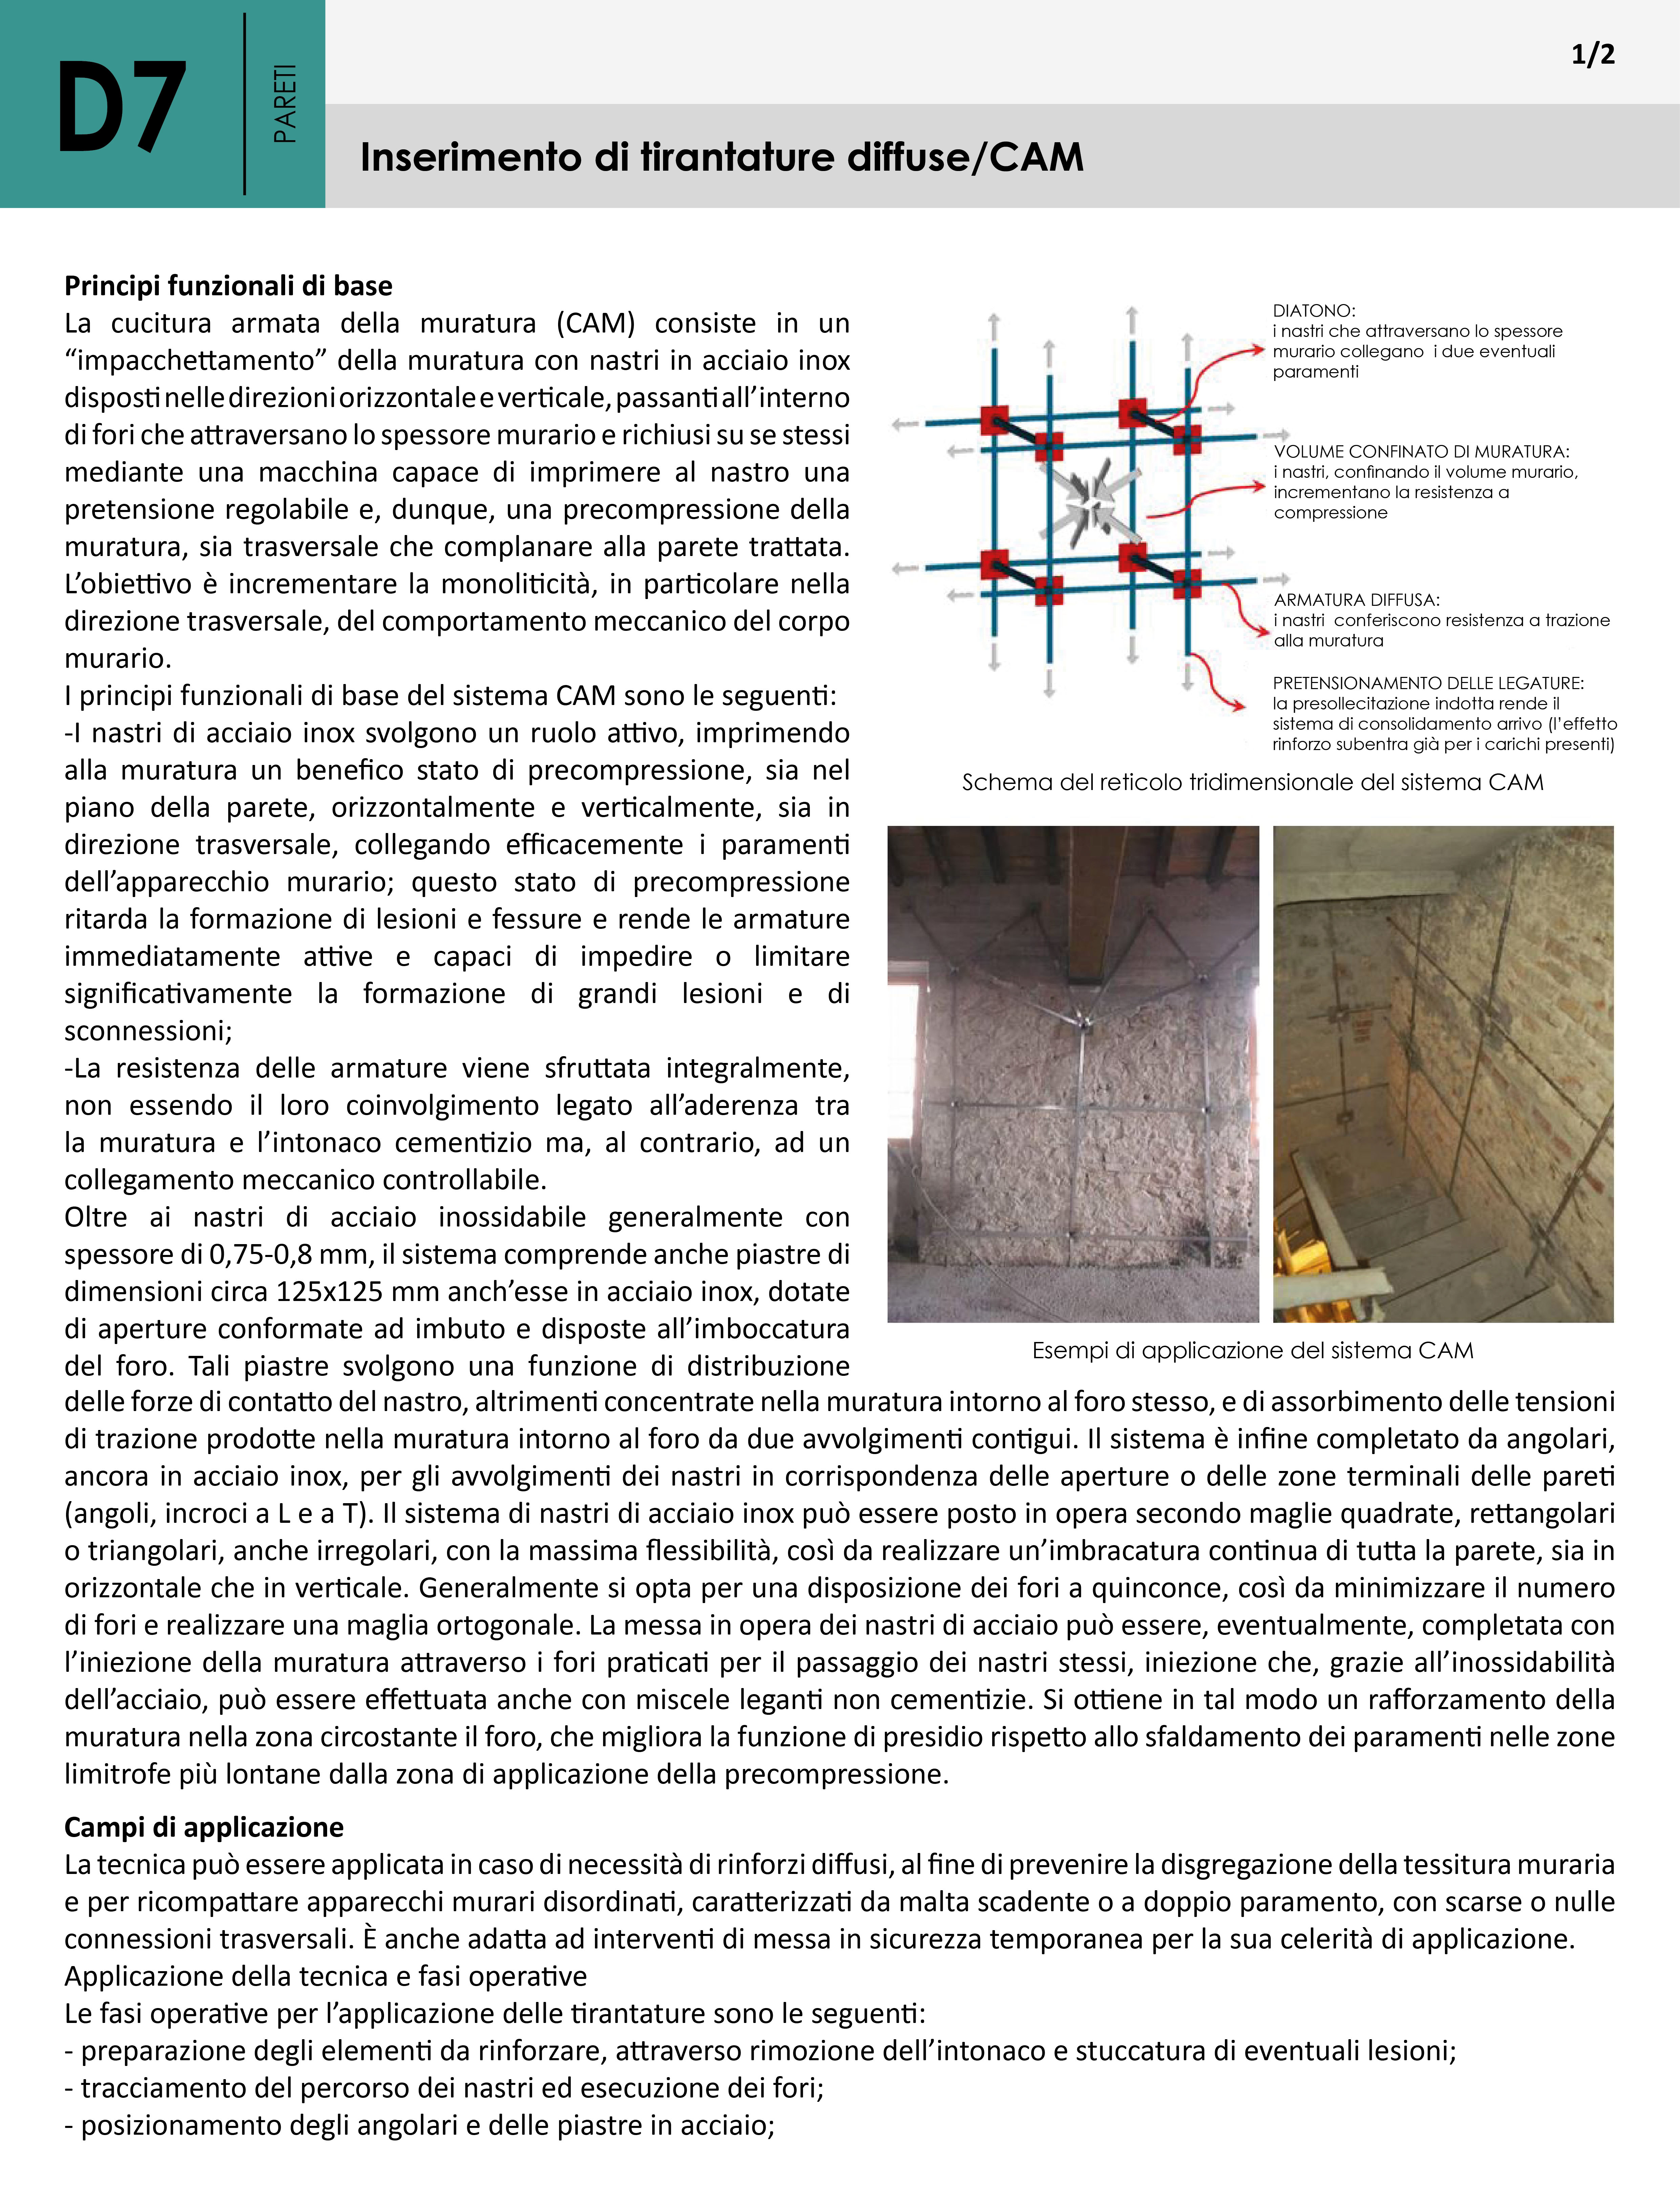 D7
PARETI
1/2
Inserimento di tirantature diffuse/CAM
Principi funzionali di base
La cucitura armata della muratura (CAM) consiste in un
“impacchettamento” della muratura con nastri in acciaio inox
disposti nelle direzioni orizzontale e verticale, passanti all’interno
di fori che attraversano lo spessore murario e richiusi su se stessi
mediante una macchina capace di imprimere al nastro una
pretensione regolabile e, dunque, una precompressione della
muratura, sia trasversale che complanare alla parete trattata.
L’obiettivo è incrementare la monoliticità, in particolare nella
direzione trasversale, del comportamento meccanico del corpo
murario.
I principi funzionali di base del sistema CAM sono le seguenti:
-I nastri di acciaio inox svolgono un ruolo attivo, imprimendo
alla muratura un benefico stato di precompressione, sia nel
piano della parete, orizzontalmente e verticalmente, sia in
direzione trasversale, collegando efficacemente i paramenti
dell’apparecchio murario; questo stato di precompressione
ritarda la formazione di lesioni e fessure e rende le armature
immediatamente attive e capaci di impedire o limitare
significativamente la formazione di grandi lesioni e di
sconnessioni;
-La resistenza delle armature viene sfruttata integralmente,
non essendo il loro coinvolgimento legato all’aderenza tra
la muratura e l’intonaco cementizio ma, al contrario, ad un
collegamento meccanico controllabile.
Oltre ai nastri di acciaio inossidabile generalmente con
spessore di 0,75-0,8 mm, il sistema comprende anche piastre di
dimensioni circa 125x125 mm anch’esse in acciaio inox, dotate
di aperture conformate ad imbuto e disposte all’imboccatura
del foro. Tali piastre svolgono una funzione di distribuzione
delle forze di contatto del nastro, altrimenti concentrate nella muratura intorno al foro stesso, e di assorbimento delle tensioni
di trazione prodotte nella muratura intorno al foro da due avvolgimenti contigui. Il sistema è infine completato da angolari,
ancora in acciaio inox, per gli avvolgimenti dei nastri in corrispondenza delle aperture o delle zone terminali delle pareti
(angoli, incroci a L e a T). Il sistema di nastri di acciaio inox può essere posto in opera secondo maglie quadrate, rettangolari
o triangolari, anche irregolari, con la massima flessibilità, così da realizzare un’imbracatura continua di tutta la parete, sia in
orizzontale che in verticale. Generalmente si opta per una disposizione dei fori a quinconce, così da minimizzare il numero
di fori e realizzare una maglia ortogonale. La messa in opera dei nastri di acciaio può essere, eventualmente, completata con
l’iniezione della muratura attraverso i fori praticati per il passaggio dei nastri stessi, iniezione che, grazie all’inossidabilità
dell’acciaio, può essere effettuata anche con miscele leganti non cementizie. Si ottiene in tal modo un rafforzamento della
muratura nella zona circostante il foro, che migliora la funzione di presidio rispetto allo sfaldamento dei paramenti nelle zone
limitrofe più lontane dalla zona di applicazione della precompressione.
DIATONO:
i nastri che attraversano lo spessore
murario collegano i due eventuali
paramenti
VOLUME CONFINATO DI MURATURA:
i nastri, confinando il volume murario,
incrementano la resistenza a
compressione
ARMATURA DIFFUSA:
i nastri conferiscono resistenza a trazione
alla muratura
PRETENSIONAMENTO DELLE LEGATURE:
la presollecitazione indotta rende il
sistema di consolidamento arrivo (l’effetto
rinforzo subentra già per i carichi presenti)
Schema del reticolo tridimensionale del sistema CAM
Esempi di applicazione del sistema CAM
Campi di applicazione
La tecnica può essere applicata in caso di necessità di rinforzi diffusi, al fine di prevenire la disgregazione della tessitura muraria
e per ricompattare apparecchi murari disordinati, caratterizzati da malta scadente o a doppio paramento, con scarse o nulle
connessioni trasversali. È anche adatta ad interventi di messa in sicurezza temporanea per la sua celerità di applicazione.
Applicazione della tecnica e fasi operative
Le fasi operative per l’applicazione delle tirantature sono le seguenti:
- preparazione degli elementi da rinforzare, attraverso rimozione dell’intonaco e stuccatura di eventuali lesioni;
- tracciamento del percorso dei nastri ed esecuzione dei fori;
- posizionamento degli angolari e delle piastre in acciaio;